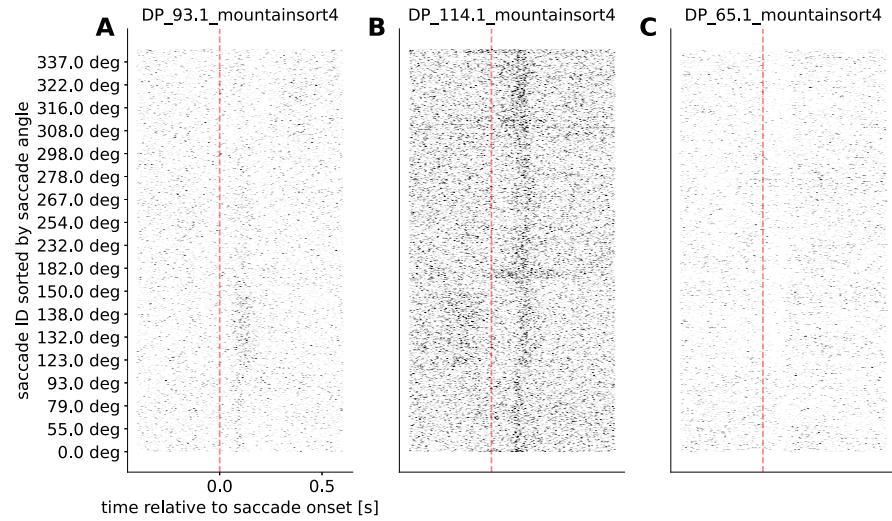 A
DP_93.1_mountainsort4
B
DP_114.1_mountainsort4
C
DP_65.1_mountainsort4
saccade ID sorted by saccade angle
337.0 deg
322.0 deg
316.0 deg
308.0 deg
298.0 deg
278.0 deg
267.0 deg
254.0 deg
232.0 deg
182.0 deg
150.0 deg
138.0 deg
132.0 deg
123.0 deg
93.0 deg
79.0 deg
55.0 deg
0.0 deg
0.0 0.5
time relative to saccade onset [s]